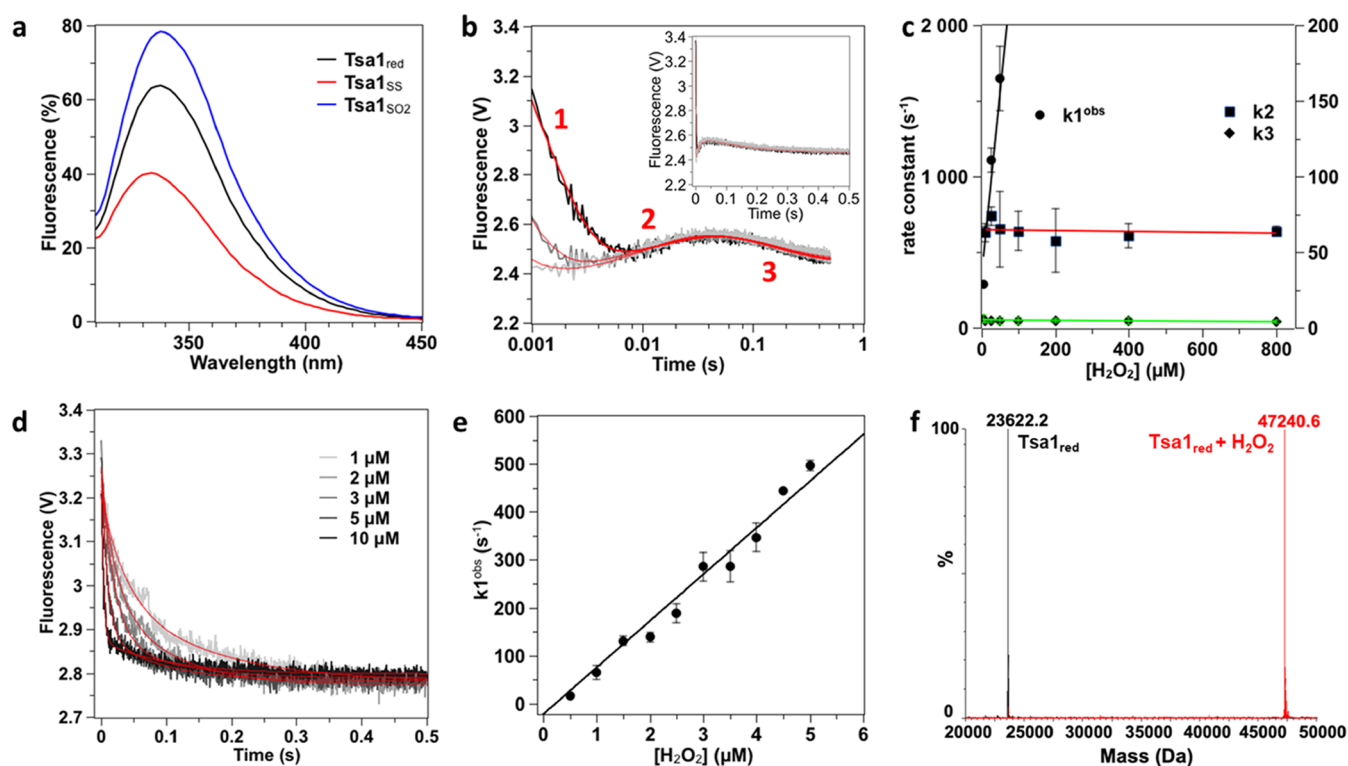 a
80
60
40
20
0
Fluorescence (%)
350
400
450
Wavelength (nm)
Tsa1red
Tsa1SS
Tsa1SO2
b
3.4
3.2
3
2.8
2.6
2.4
2.2
Fluorescence (V)
0.001
0.01
0.1
1
Time (s)
1
2
3
3.4
3.2
3.0
2.8
2.6
2.4
2.2
Fluorescence (V)
0
0.1
0.2
0.3
0.4
0.5
Time (s)
c
2 000
1 000
0
rate constant (s-1)
200
150
100
50
0
0
200
400
600
800
[H2O2] (µM)
k1obs
k2
k3
d
3.4
3.3
3.2
3.1
3
2.9
2.8
2.7
Fluorescence (V)
0
0.1
0.2
0.3
0.4
0.5
Time (s)
1 µM
2 µM
3 µM
5 µM
10 µM
e
600
500
400
300
200
100
0
k1obs (s-1)
0
1
2
3
4
5
6
[H2O2] (µM)
f
100
0
%
23622.2
Tsa1red
47240.6
Tsa1red + H2O2
20000
25000
30000
35000
40000
45000
50000
Mass (Da)